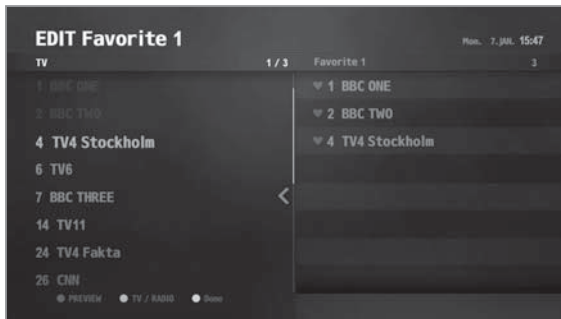 EDIT Favorite 1
Mon. 7.JAN. 15:47
TV 1 / 3
Favorite 1 3
1 BBC ONE
2 BBC TWO
4 TV4 Stockholm
6 TV6
7 BBC THREE
14 TV11
24 TV4 Fakta
26 CNN
1 BBC ONE
2 BBC TWO
4 TV4 Stockholm
PREVIEW TV / RADIO Done